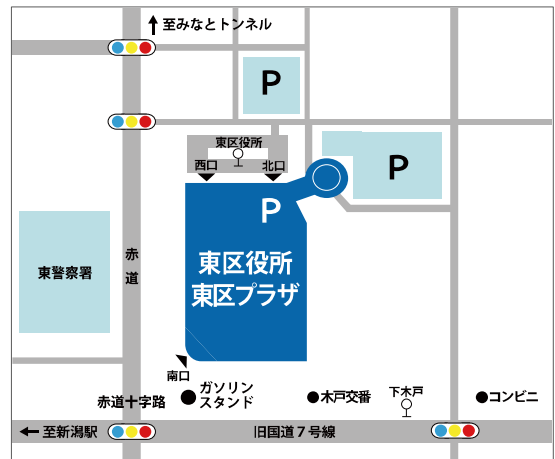 至みなとトンネル
P
東区役所
西口
北口
P
P
東区役所
東区プラザ
赤道
東警察署
南口
ガソリン
スタンド
赤道十字路
木戸交番
下木戸
コンビニ
至新潟駅
旧国道7号線